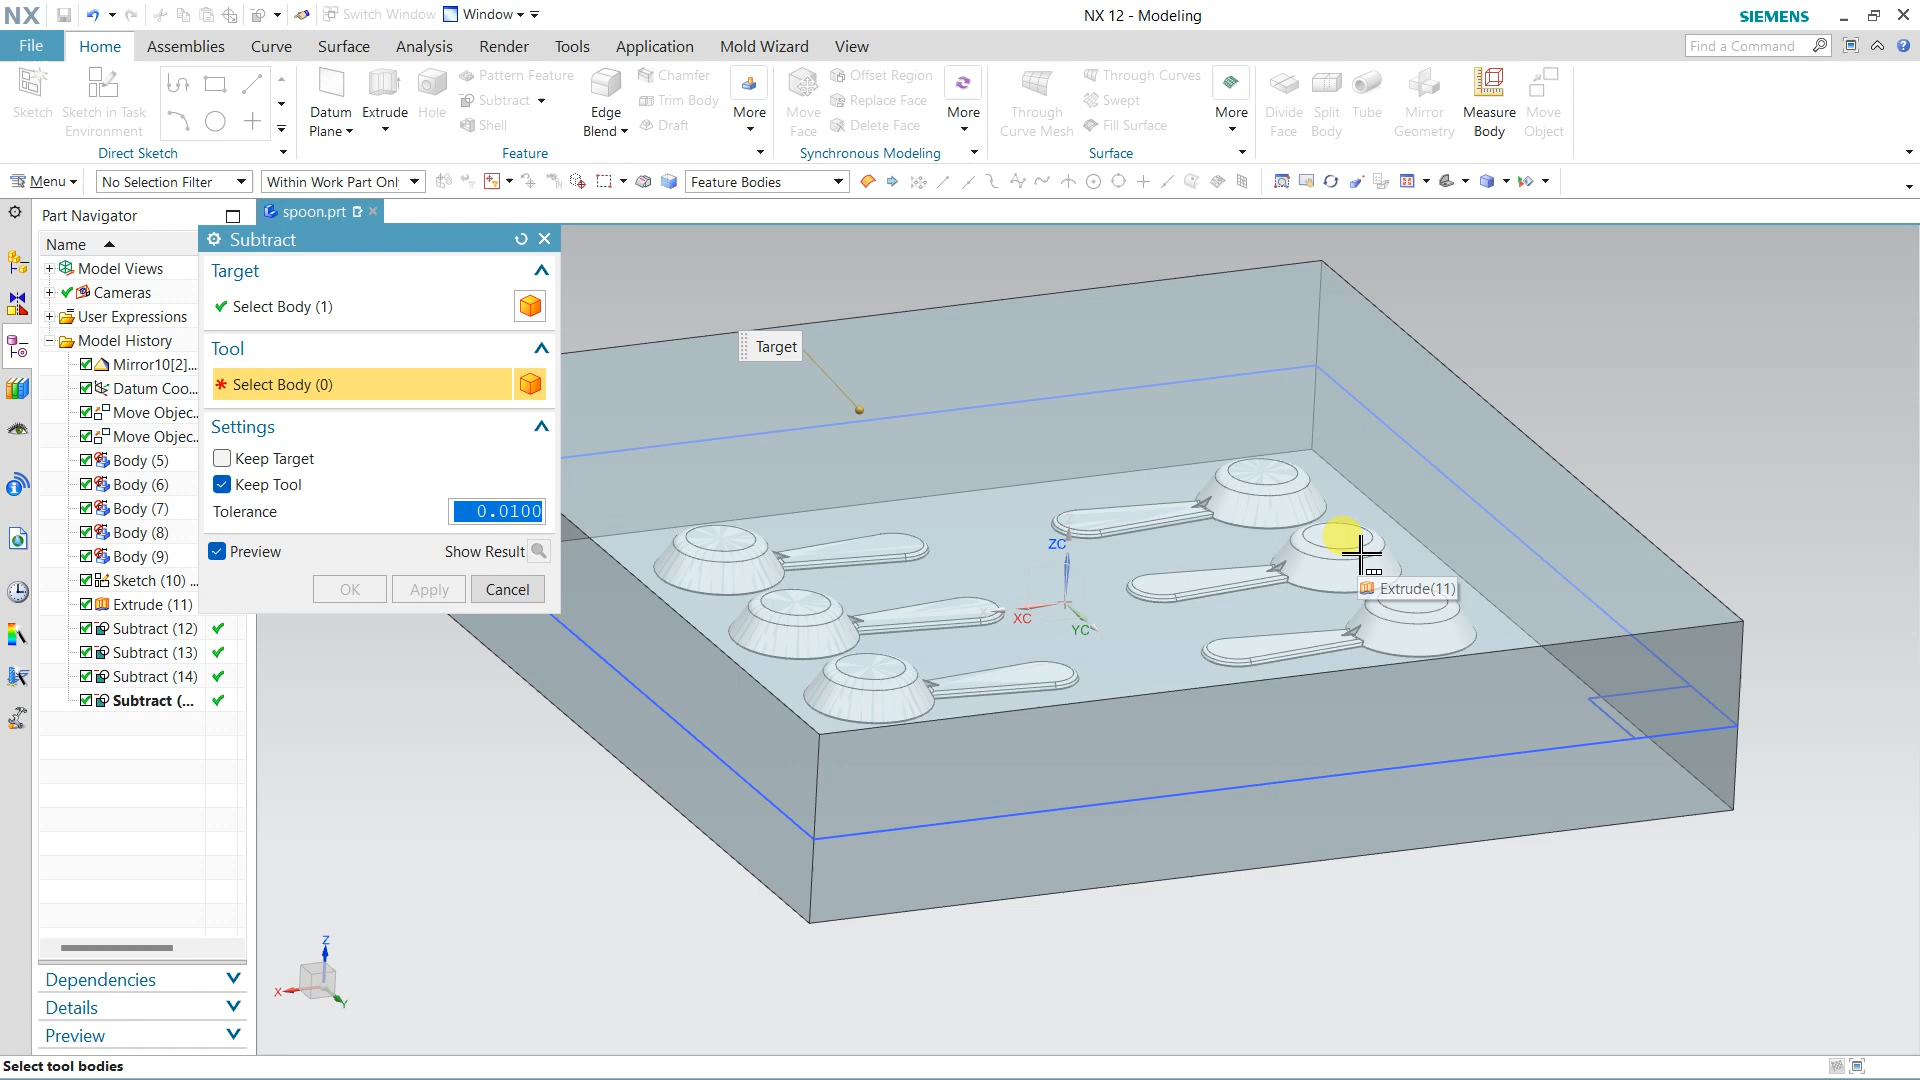 NX Switch Window Window NX 12 - Modeling SIEMENS
File Home Assemblies Curve Surface Analysis Render Tools Application Mold Wizard View Find a Command
Pattern Feature Chamfer Offset Region Through Curves
Subtract Trim Body Replace Face Swept
Shell Draft Delete Face Fill Surface
Sketch Sketch in Task Environment Datum Plane Extrude Hole Edge Blend More Move Face More Through Curve Mesh More Divide Face Split Body Tube Mirror Geometry Measure Body Move Object
Direct Sketch Feature Synchronous Modeling Surface
Menu No Selection Filter Within Work Part Onl Feature Bodies
Part Navigator spoon.prt
Name
Model Views
Cameras
User Expressions
Model History
Mirror10[2]...
Datum Coo...
Move Objec...
Move Objec...
Body (5)
Body (6)
Body (7)
Body (8)
Body (9)
Sketch (10) ...
Extrude (11)
Subtract (12)
Subtract (13)
Subtract (14)
Subtract (...
Dependencies
Details
Preview
Subtract
Target
Select Body (1)
Tool
* Select Body (0)
Settings
Keep Target
Keep Tool
Tolerance 0.0100
Preview Show Result
OK Apply Cancel
Target
ZC
XC
YC
Extrude(11)
Z
X
Y
Select tool bodies